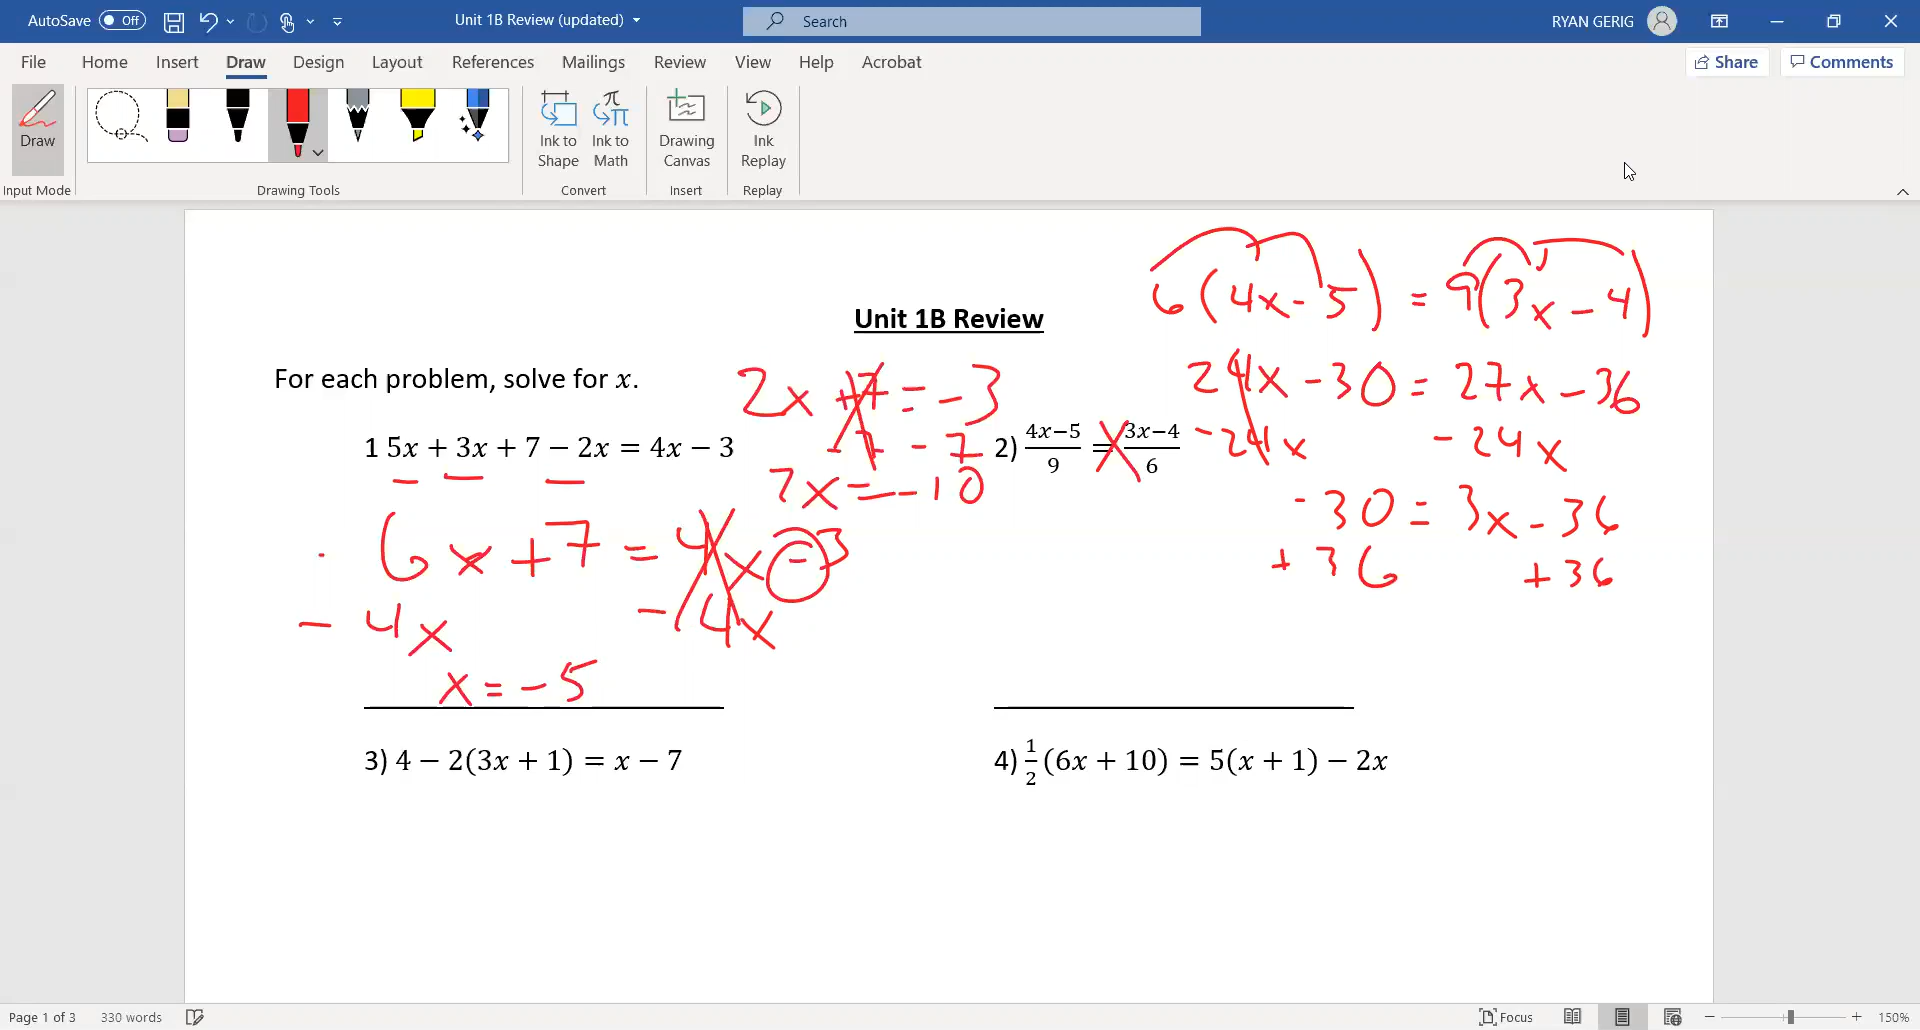 AutoSave Off Unit 1B Review (updated) Search RYAN GERIG
File Home Insert Draw Design Layout References Mailings Review View Help Acrobat Share Comments
Draw Ink to Shape Ink to Math Drawing Canvas Ink Replay
Input Mode Drawing Tools Convert Insert Replay
Unit 1B Review
6(4x-5) = 9(3x-4)
For each problem, solve for x.
2x+7=-3
24x-30=27x-36
1 5x + 3x + 7 − 2x = 4x − 3
-7 -7
2) (4x−5)/9 = (3x−4)/6
-24x -24x
2x=-10
-30=3x-36
6x+7=4x-3
+36 +36
-4x -4x
x=-5
3) 4 − 2(3x + 1) = x − 7
4) 1/2(6x + 10) = 5(x + 1) − 2x
Page 1 of 3 330 words Focus 150%